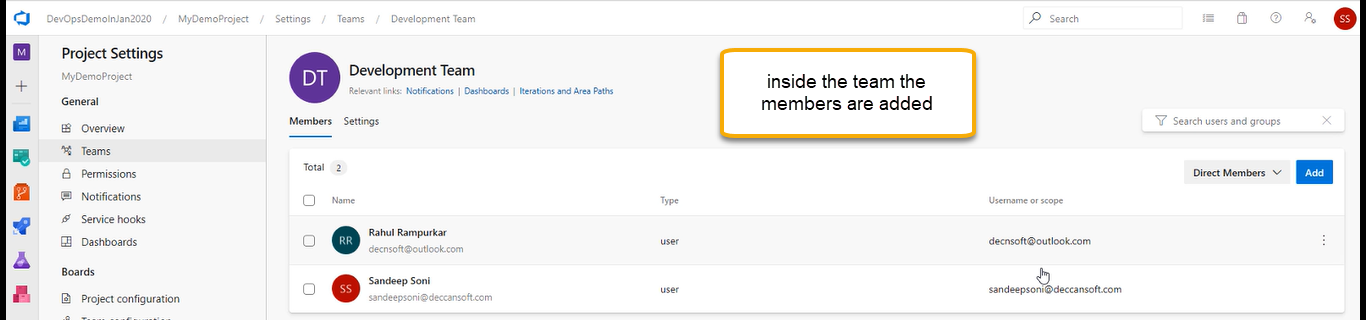 DevOpsDemoInJan2020 / MyDemoProject / Settings / Teams / Development Team
Search
SS
M
Project Settings
MyDemoProject
General
Overview
Teams
Permissions
Notifications
Service hooks
Dashboards
Boards
Project configuration
Team configuration
DT
Development Team
Relevant links: Notifications | Dashboards | Iterations and Area Paths
inside the team the
members are added
Members Settings
Search users and groups
Total 2
Direct Members
Add
Name Type Username or scope
RR
Rahul Rampurkar
decnsoft@outlook.com
user
decnsoft@outlook.com
SS
Sandeep Soni
sandeepsoni@deccansoft.com
user
sandeepsoni@deccansoft.com